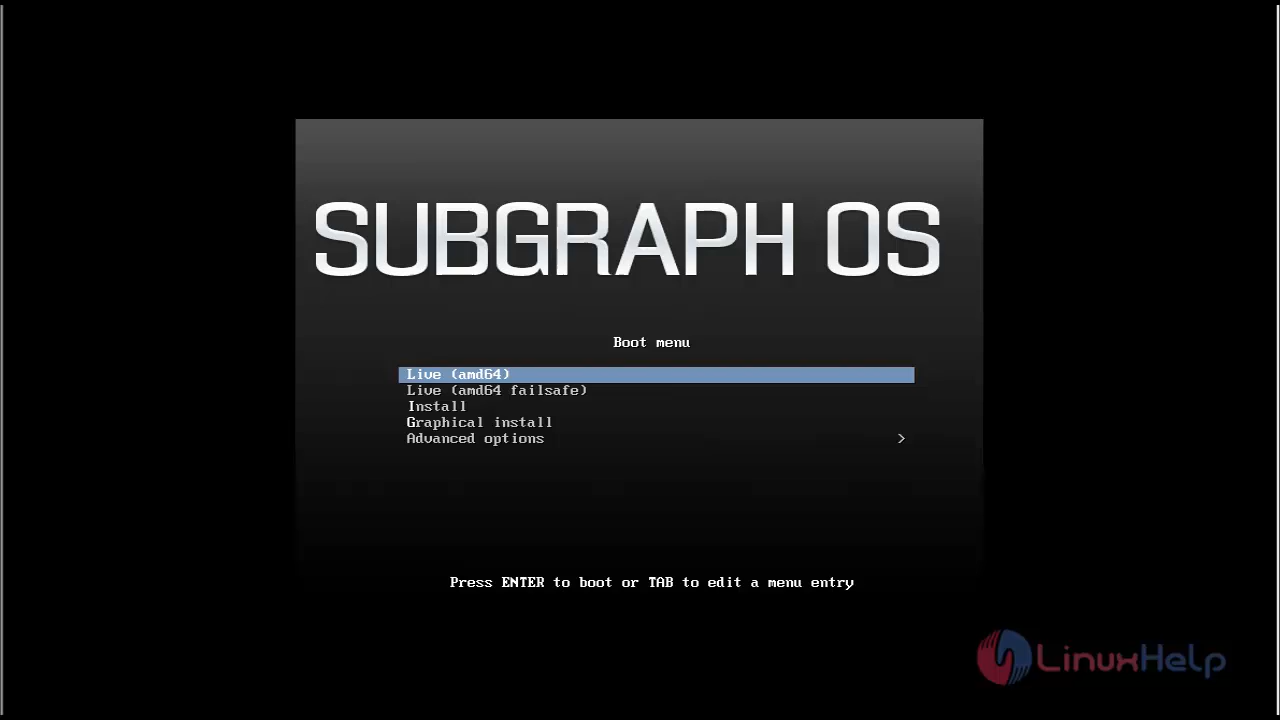 SUBGRAPH OS
Boot menu
Live (amd64)
Live (amd64 failsafe)
Install
Graphical install
Advanced options >
Press ENTER to boot or TAB to edit a menu entry
LinuxHelp